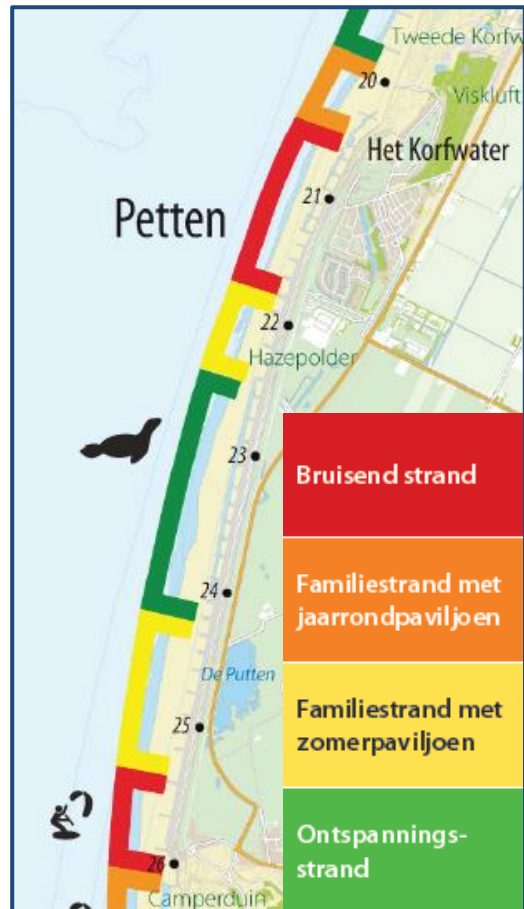 Tweede Korfw
20
Viskluft
Het Korfwater
21
Petten
22
Hazepolder
23
24
De Putten
25
26
Camperduin
Bruisend strand
Familiestrand met
jaarrondpaviljoen
Familiestrand met
zomerpaviljoen
Ontspannings-
strand